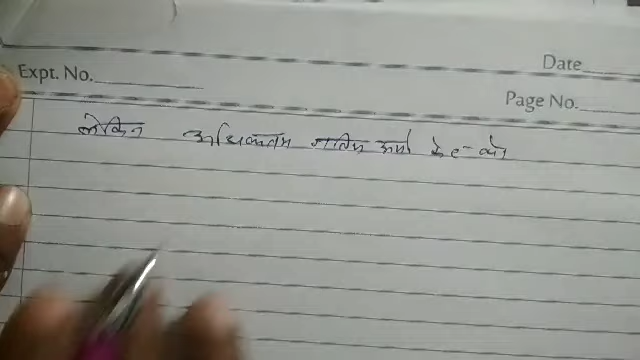 Date
Expt. No.
Page No.
लेकिन अधिकतम गतिज ऊर्जा के e- को